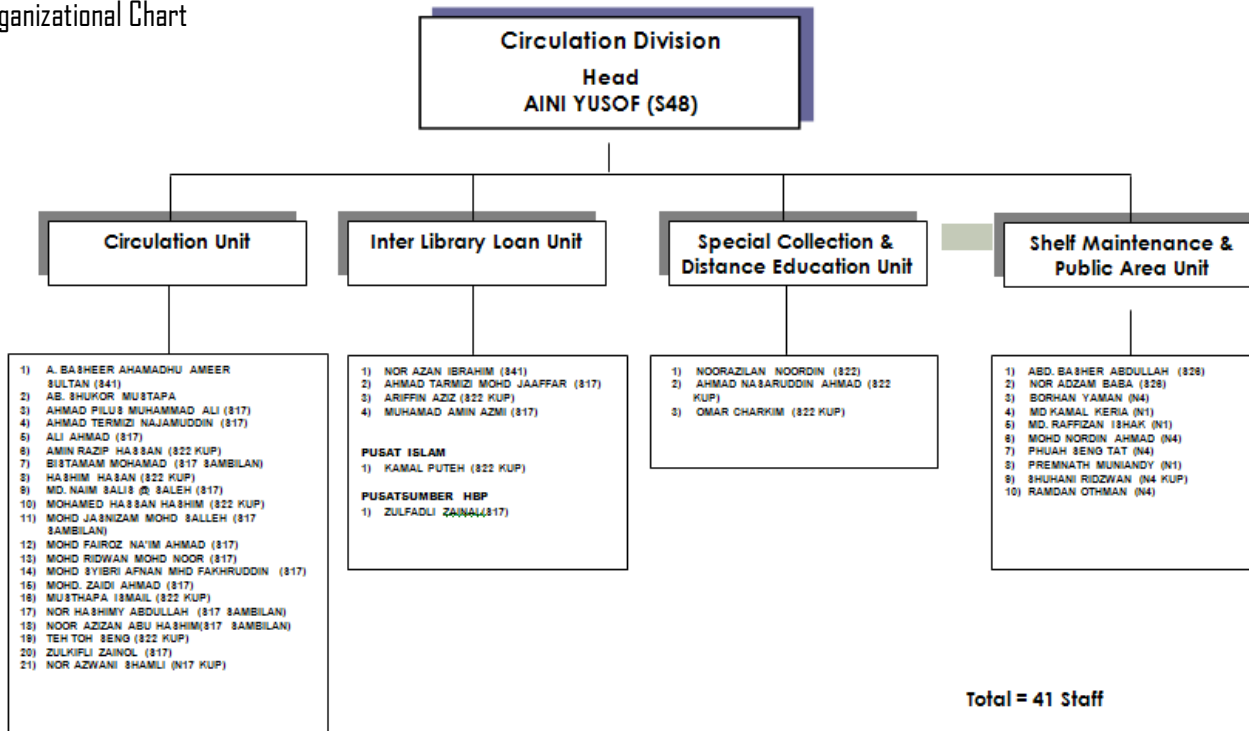 ganizational Chart
Circulation Division
Head
AINI YUSOF (S48)
Circulation Unit
1) A. BASHEER AHAMADHU AMEER
SULTAN (S41)
2) AB. SHUKOR MUSTAPA
3) AHMAD PILUS MUHAMMAD ALI (S17)
4) AHMAD TERMIZI NAJAMUDDIN (S17)
5) ALI AHMAD (S17)
6) AMIN RAZIP HASSAN (S22 KUP)
7) BISTAMAM MOHAMAD (S17 SAMBILAN)
8) HASHIM HASAN (S22 KUP)
9) MD. NAIM SALIS @ SALEH (S17)
10) MOHAMED HASSAN HASHIM (S22 KUP)
11) MOHD JASNIZAM MOHD SALLEH (S17
SAMBILAN)
12) MOHD FAIROZ NA'IM AHMAD (S17)
13) MOHD RIDWAN MOHD NOOR (S17)
14) MOHD SYIBRI AFNAN MHD FAKHRUDDIN (S17)
15) MOHD. ZAIDI AHMAD (S17)
16) MUSTHAPA ISMAIL (S22 KUP)
17) NOR HASHIMY ABDULLAH (S17 SAMBILAN)
18) NOOR AZIZAN ABU HASHIM(S17 SAMBILAN)
19) TEH TOH SENG (S22 KUP)
20) ZULKIFLI ZAINOL (S17)
21) NOR AZWANI SHAMLI (N17 KUP)
Inter Library Loan Unit
1) NOR AZAN IBRAHIM (S41)
2) AHMAD TARMIZI MOHD JAAFFAR (S17)
3) ARIFFIN AZIZ (S22 KUP)
4) MUHAMAD AMIN AZMI (S17)
PUSAT ISLAM
1) KAMAL PUTEH (S22 KUP)
PUSATSUMBER HBP
1) ZULFADLI ZAINAL(S17)
Special Collection &
Distance Education Unit
1) NOORAZILAN NOORDIN (S22)
2) AHMAD NASARUDDIN AHMAD (S22
KUP)
3) OMAR CHARKIM (S22 KUP)
Shelf Maintenance &
Public Area Unit
1) ABD. BASHER ABDULLAH (S26)
2) NOR ADZAM BABA (S26)
3) BORHAN YAMAN (N4)
4) MD KAMAL KERIA (N1)
5) MD. RAFFIZAN ISHAK (N1)
6) MOHD NORDIN AHMAD (N4)
7) PHUAH SENG TAT (N4)
8) PREMNATH MUNIANDY (N1)
9) SHUHANI RIDZWAN (N4 KUP)
10) RAMDAN OTHMAN (N4)
Total = 41 Staff